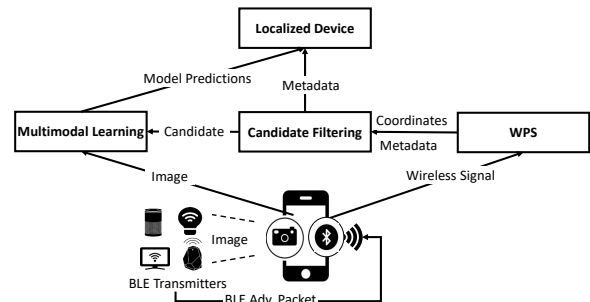 Localized Device
Model Predictions
Metadata
Multimodal Learning
Candidate
Candidate Filtering
Coordinates
Metadata
WPS
Image
Wireless Signal
Image
BLE Transmitters
BLE Adv. Packet